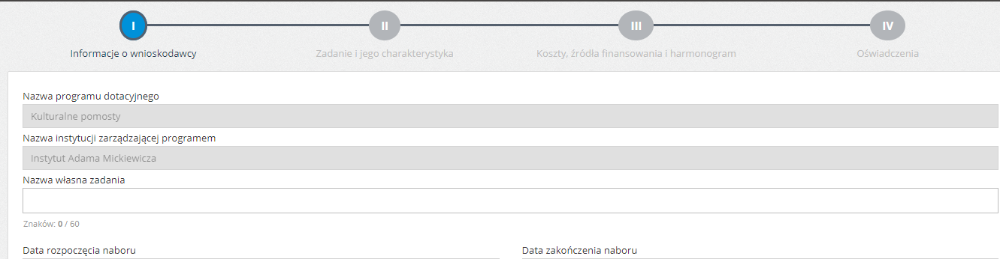 I II III IV
Informacje o wnioskodawcy Zadanie i jego charakterystyka Koszty, źródła finansowania i harmonogram Oświadczenia
Nazwa programu dotacyjnego
Kulturalne pomosty
Nazwa instytucji zarządzającej programem
Instytut Adama Mickiewicza
Nazwa własna zadania
Znaków: 0 / 60
Data rozpoczęcia naboru Data zakończenia naboru